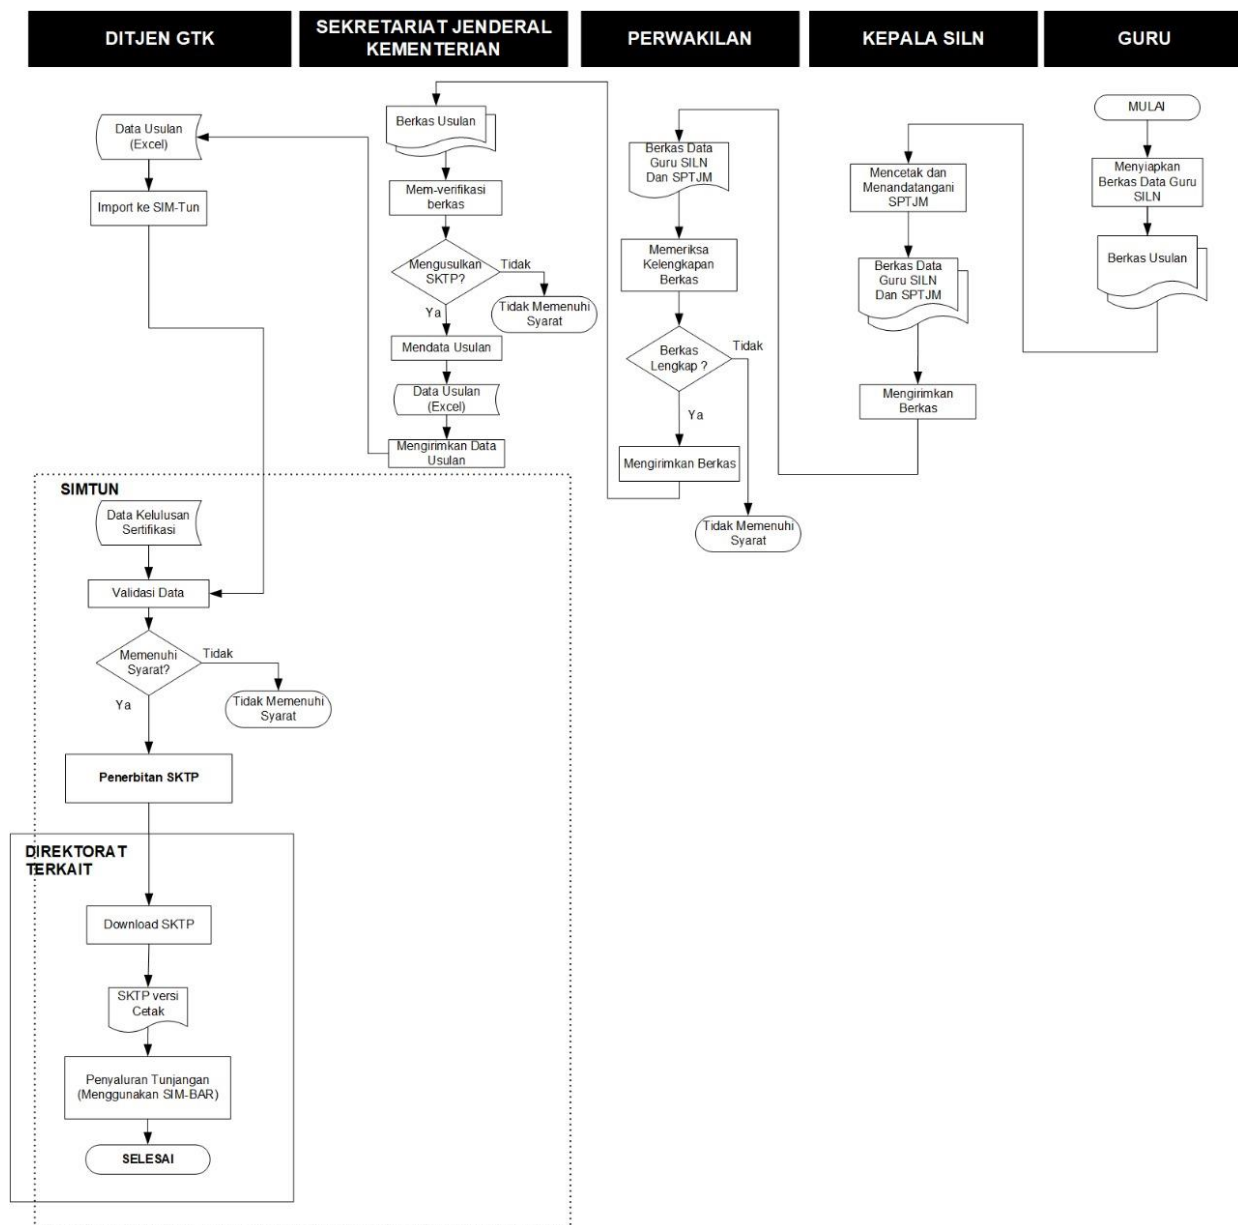 DITJEN GTK
SEKRETARIAT JENDERAL
KEMENTERIAN
PERWAKILAN
KEPALA SILN
GURU
Data Usulan
(Excel)
Import ke SIM-Tun
Berkas Usulan
Mem-verifikasi
berkas
Mengusulkan
SKTP?
Tidak
Tidak Memenuhi
Syarat
Ya
Mendata Usulan
Data Usulan
(Excel)
Mengirimkan Data
Usulan
Berkas Data
Guru SILN
Dan SPTJM
Memeriksa
Kelengkapan
Berkas
Berkas
Lengkap ?
Tidak
Ya
Mengirimkan Berkas
Tidak Memenuhi
Syarat
Mencetak dan
Menandatangani
SPTJM
Berkas Data
Guru SILN
Dan SPTJM
Mengirimkan
Berkas
MULAI
Menyiapkan
Berkas Data Guru
SILN
Berkas Usulan
SIMTUN
Data Kelulusan
Sertifikasi
Validasi Data
Memenuhi
Syarat?
Tidak
Tidak Memenuhi
Syarat
Ya
Penerbitan SKTP
DIREKTORAT
TERKAIT
Download SKTP
SKTP versi
Cetak
Penyaluran Tunjangan
(Menggunakan SIM-BAR)
SELESAI